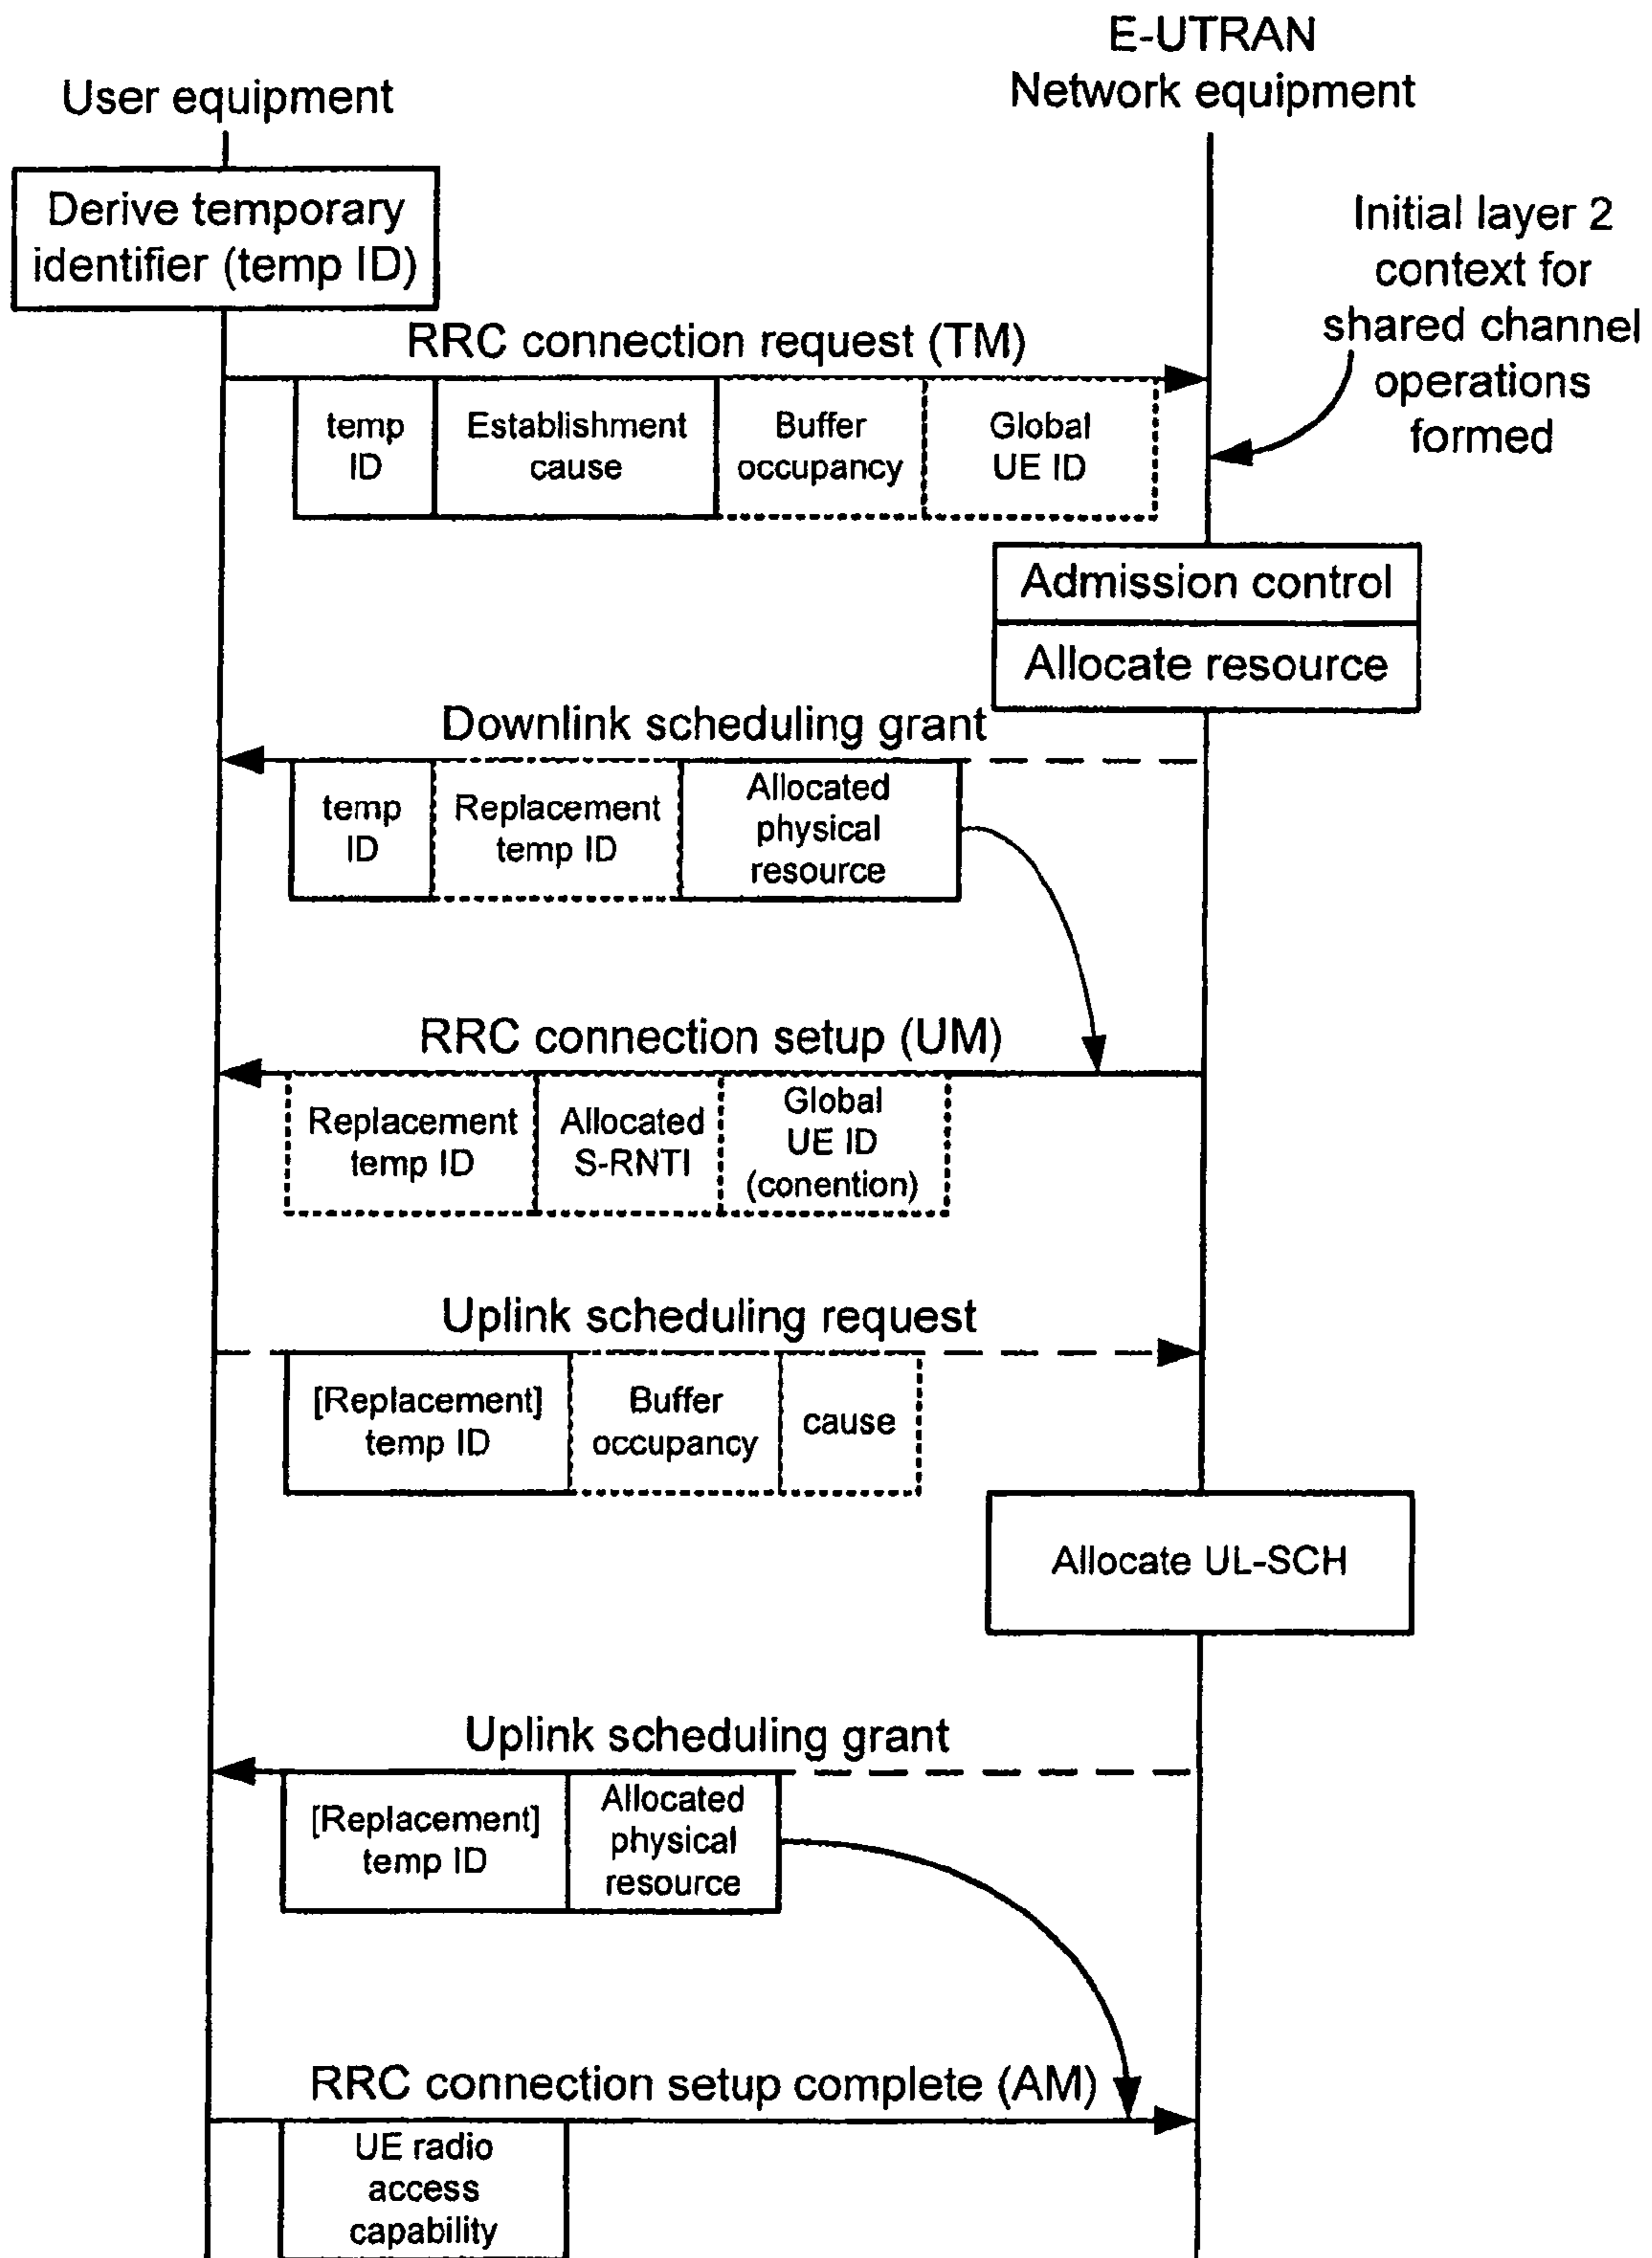 E-UTRAN
Network equipment
User equipment
Derive temporary
identifier (temp ID)
Initial layer 2
context for
shared channel
operations
formed
RRC connection request (TM)
temp
ID
Establishment
cause
Buffer
occupancy
Global
UE ID
Admission control
Allocate resource
Downlink scheduling grant
temp
ID
Replacement
temp ID
Allocated
physical
resource
RRC connection setup (UM)
Replacement
temp ID
Allocated
S-RNTI
Global
UE ID
(conention)
Uplink scheduling request
[Replacement]
temp ID
Buffer
occupancy
cause
Allocate UL-SCH
Uplink scheduling grant
[Replacement]
temp ID
Allocated
physical
resource
RRC connection setup complete (AM)
UE radio
access
capability